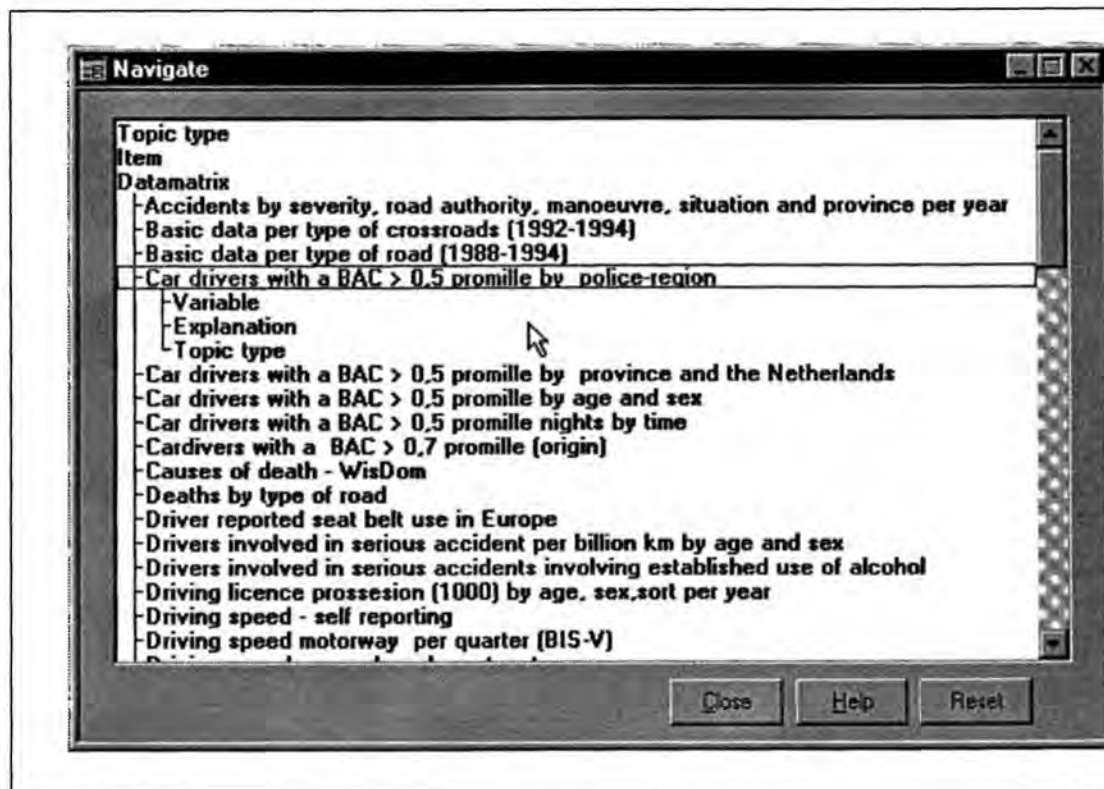 Navigate
Topic type
Item
Datamatrix
Accidents by severity, road authority, manoeuvre, situation and province per year
Basic data per type of crossroads (1992-1994)
Basic data per type of road (1988-1994)
Car drivers with a BAC > 0,5 promille by police-region
Variable
Explanation
Topic type
Car drivers with a BAC > 0,5 promille by province and the Netherlands
Car drivers with a BAC > 0,5 promille by age and sex
Car drivers with a BAC > 0,5 promille nights by time
Cardivers with a BAC > 0,7 promille (origin)
Causes of death - WisDom
Deaths by type of road
Driver reported seat belt use in Europe
Drivers involved in serious accident per billion km by age and sex
Drivers involved in serious accidents involving established use of alcohol
Driving licence prossesion (1000) by age, sex,sort per year
Driving speed - self reporting
Driving speed motorway per quarter (BIS-V)
Close Help Reset